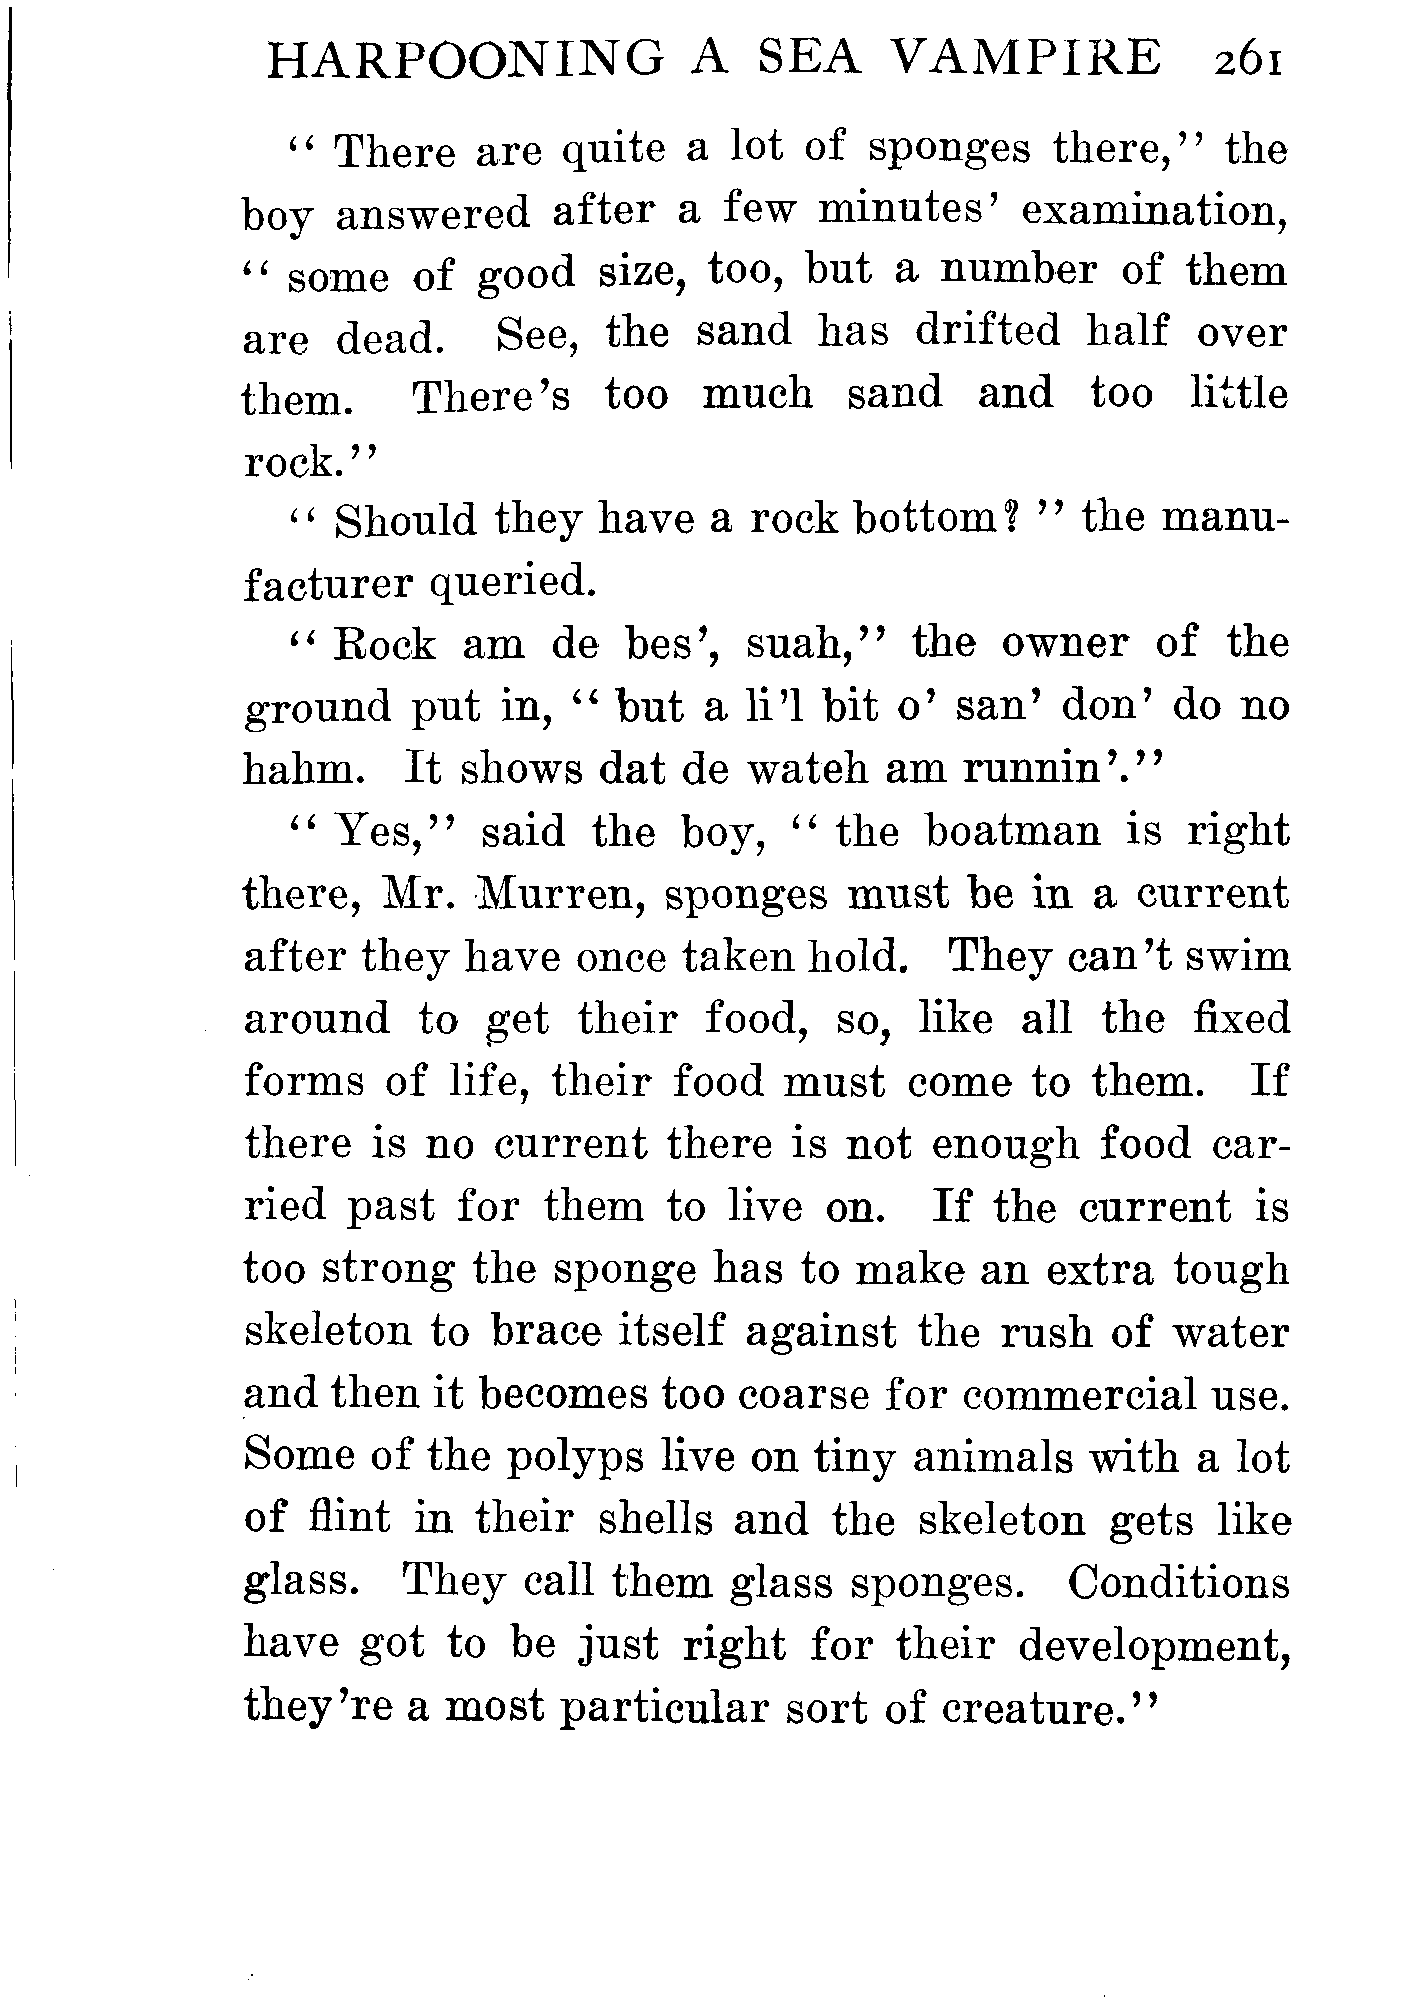 HARPOONING A SEA VAMPIRE 261
“ There are quite a lot of sponges there,” the
boy answered after a few minutes’ examination,
“ some of good size, too, but a number of them
are dead. See, the sand has drifted half over
them. There’s too much sand and too little
rock.”
“ Should they have a rock bottom? ” the manu-
facturer queried.
“ Rock am de bes’, suah,” the owner of the
ground put in, “ but a li’l bit o’ san’ don’ do no
hahm. It shows dat de wateh am runnin’.”
“ Yes,” said the boy, “ the boatman is right
there, Mr. Murren, sponges must be in a current
after they have once taken hold. They can’t swim
around to get their food, so, like all the fixed
forms of life, their food must come to them. If
there is no current there is not enough food car-
ried past for them to live on. If the current is
too strong the sponge has to make an extra tough
skeleton to brace itself against the rush of water
and then it becomes too coarse for commercial use.
Some of the polyps live on tiny animals with a lot
of flint in their shells and the skeleton gets like
glass. They call them glass sponges. Conditions
have got to be just right for their development,
they’re a most particular sort of creature.”